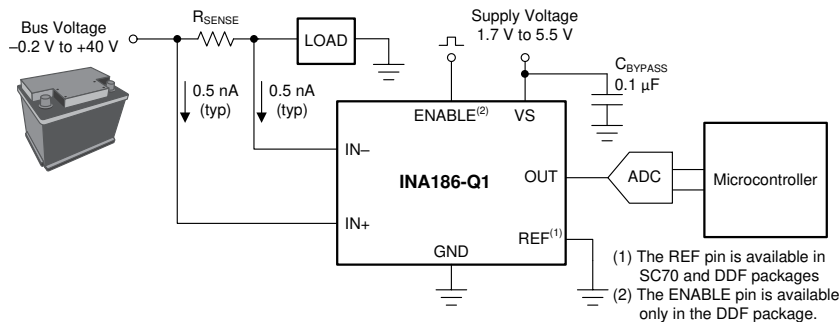 Bus Voltage
–0.2 V to +40 V
RSENSE
LOAD
Supply Voltage
1.7 V to 5.5 V
CBYPASS
0.1 µF
0.5 nA
(typ)
0.5 nA
(typ)
ENABLE(2)
VS
IN–
INA186-Q1
OUT
ADC
Microcontroller
IN+
REF(1)
GND
(1) The REF pin is available in
SC70 and DDF packages
(2) The ENABLE pin is available
only in the DDF package.